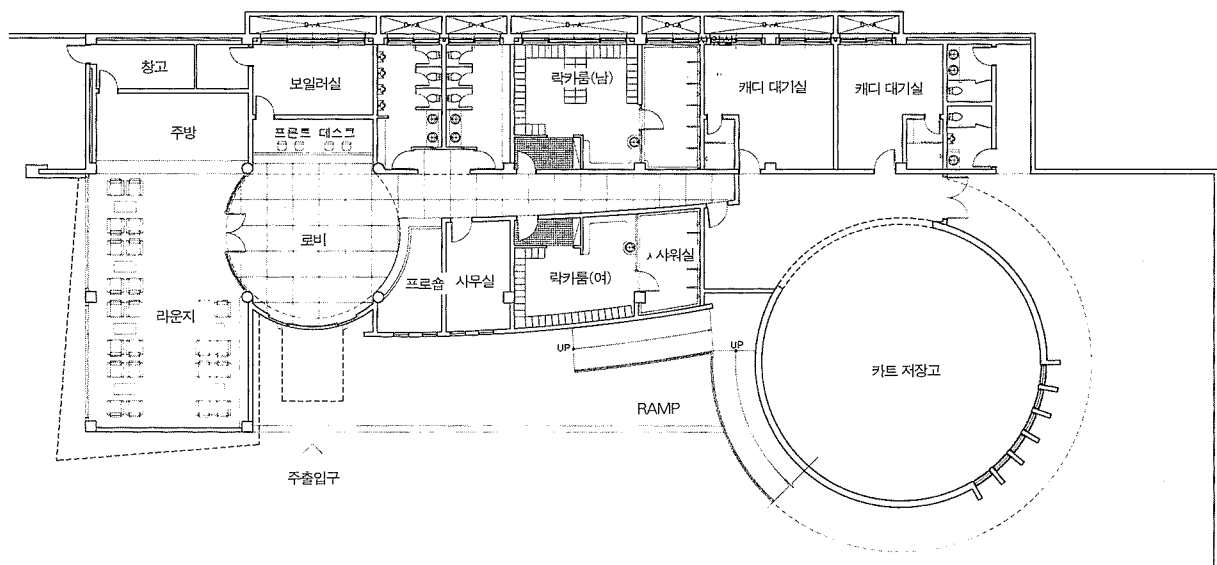 D.A
D.A
D.A
D.A
D.A
D.A
D.A
창고
보일러실
락카룸(남)
캐디 대기실
캐디 대기실
주방
프론트 데스크
로비
샤워실
프로숍
사무실
락카룸(여)
라운지
UP
UP
카트 저장고
RAMP
주출입구